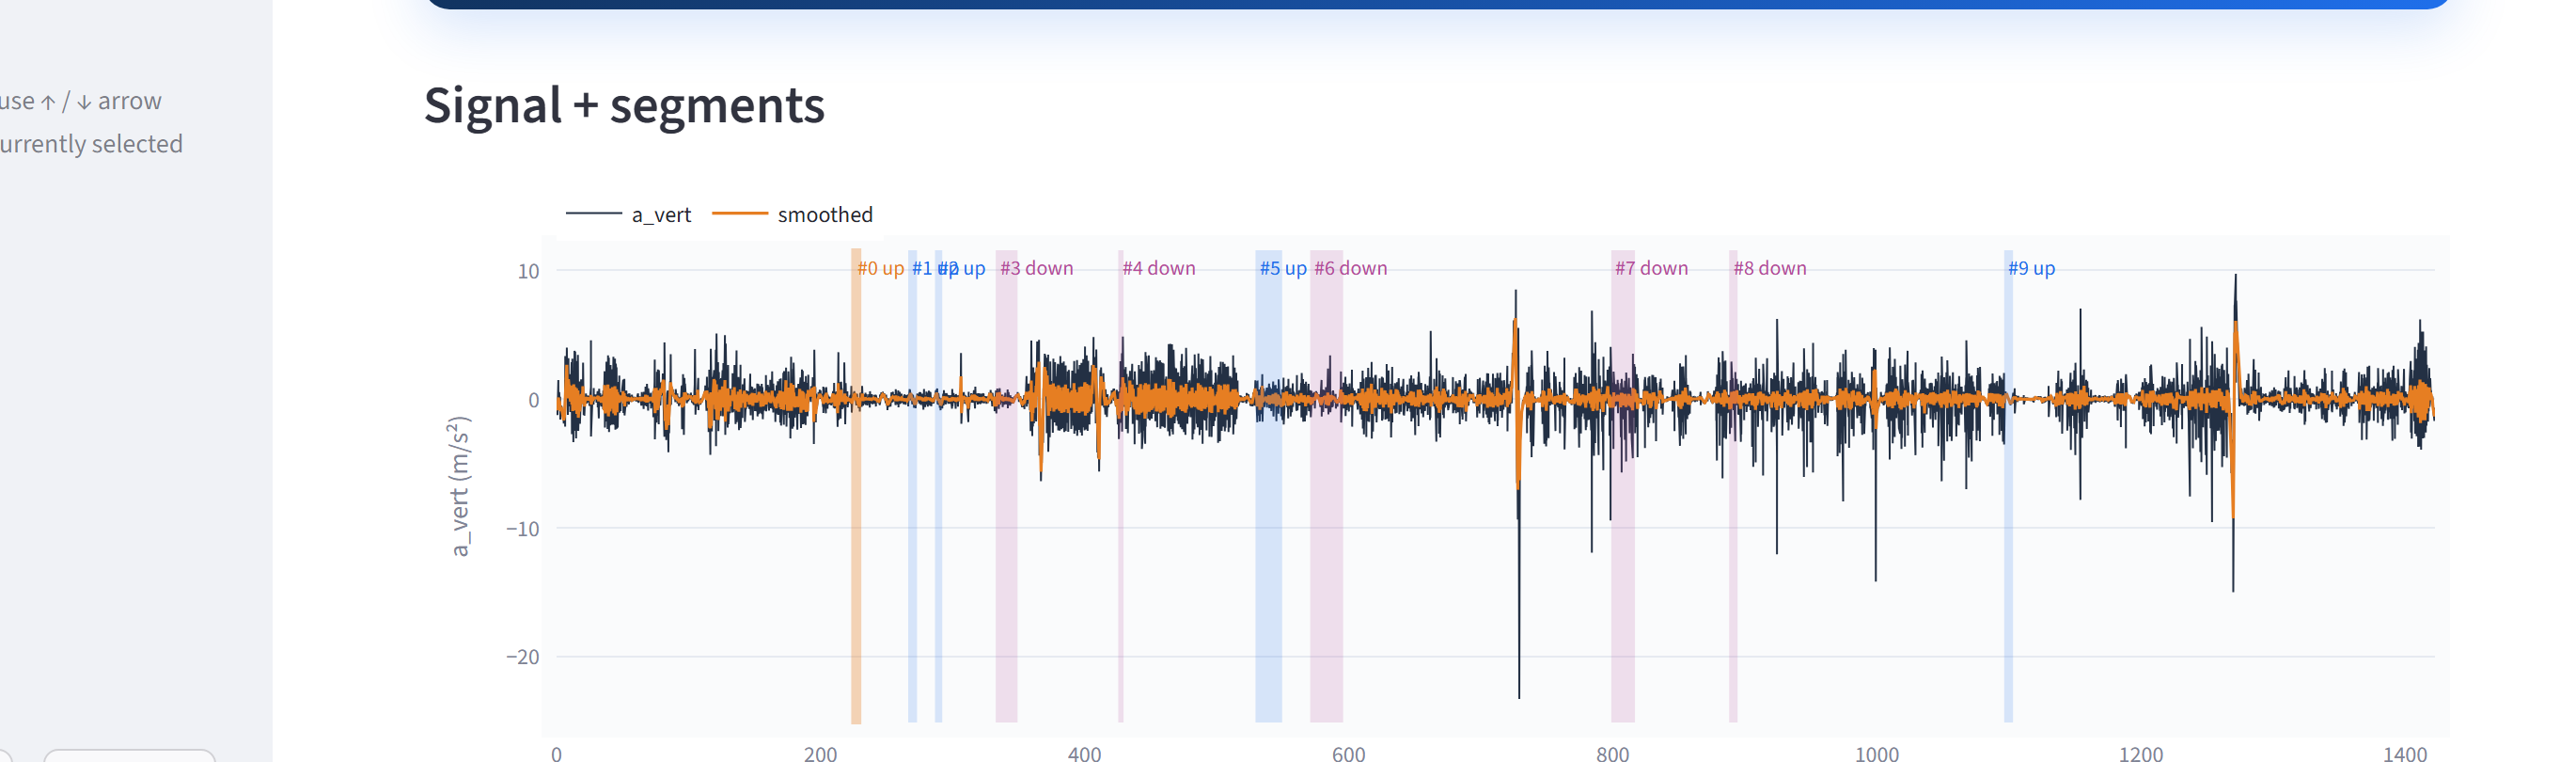 use ↑ / ↓ arrow
urrently selected
Signal + segments
a_vert smoothed
#0 up #1 up #2 up #3 down #4 down #5 up #6 down #7 down #8 down #9 up
10
0
−10
−20
a_vert (m/s²)
0 200 400 600 800 1000 1200 1400